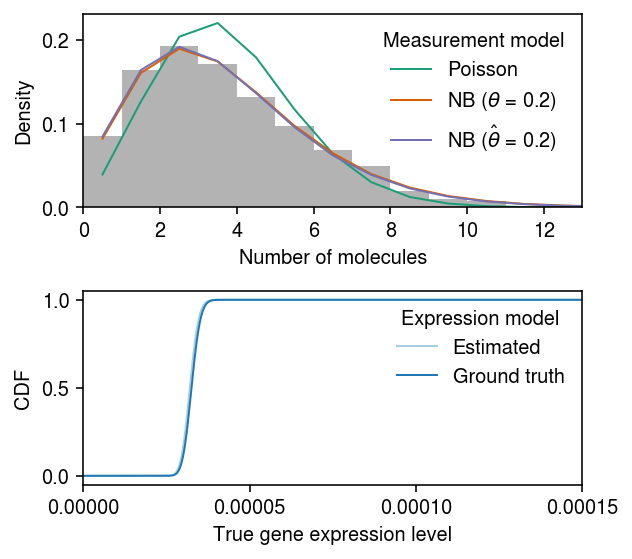 0.2
0.1
0.0
Density
Measurement model
Poisson
NB (θ = 0.2)
NB (θ̂ = 0.2)
0 2 4 6 8 10 12
Number of molecules
1.0
0.5
0.0
CDF
Expression model
Estimated
Ground truth
0.00000 0.00005 0.00010 0.00015
True gene expression level